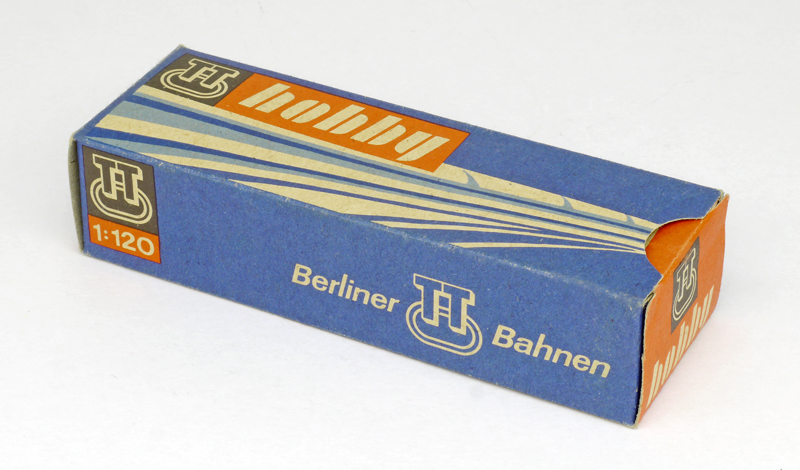 TT hobby
TT
1:120
Berliner TT Bahnen
TT
hobby